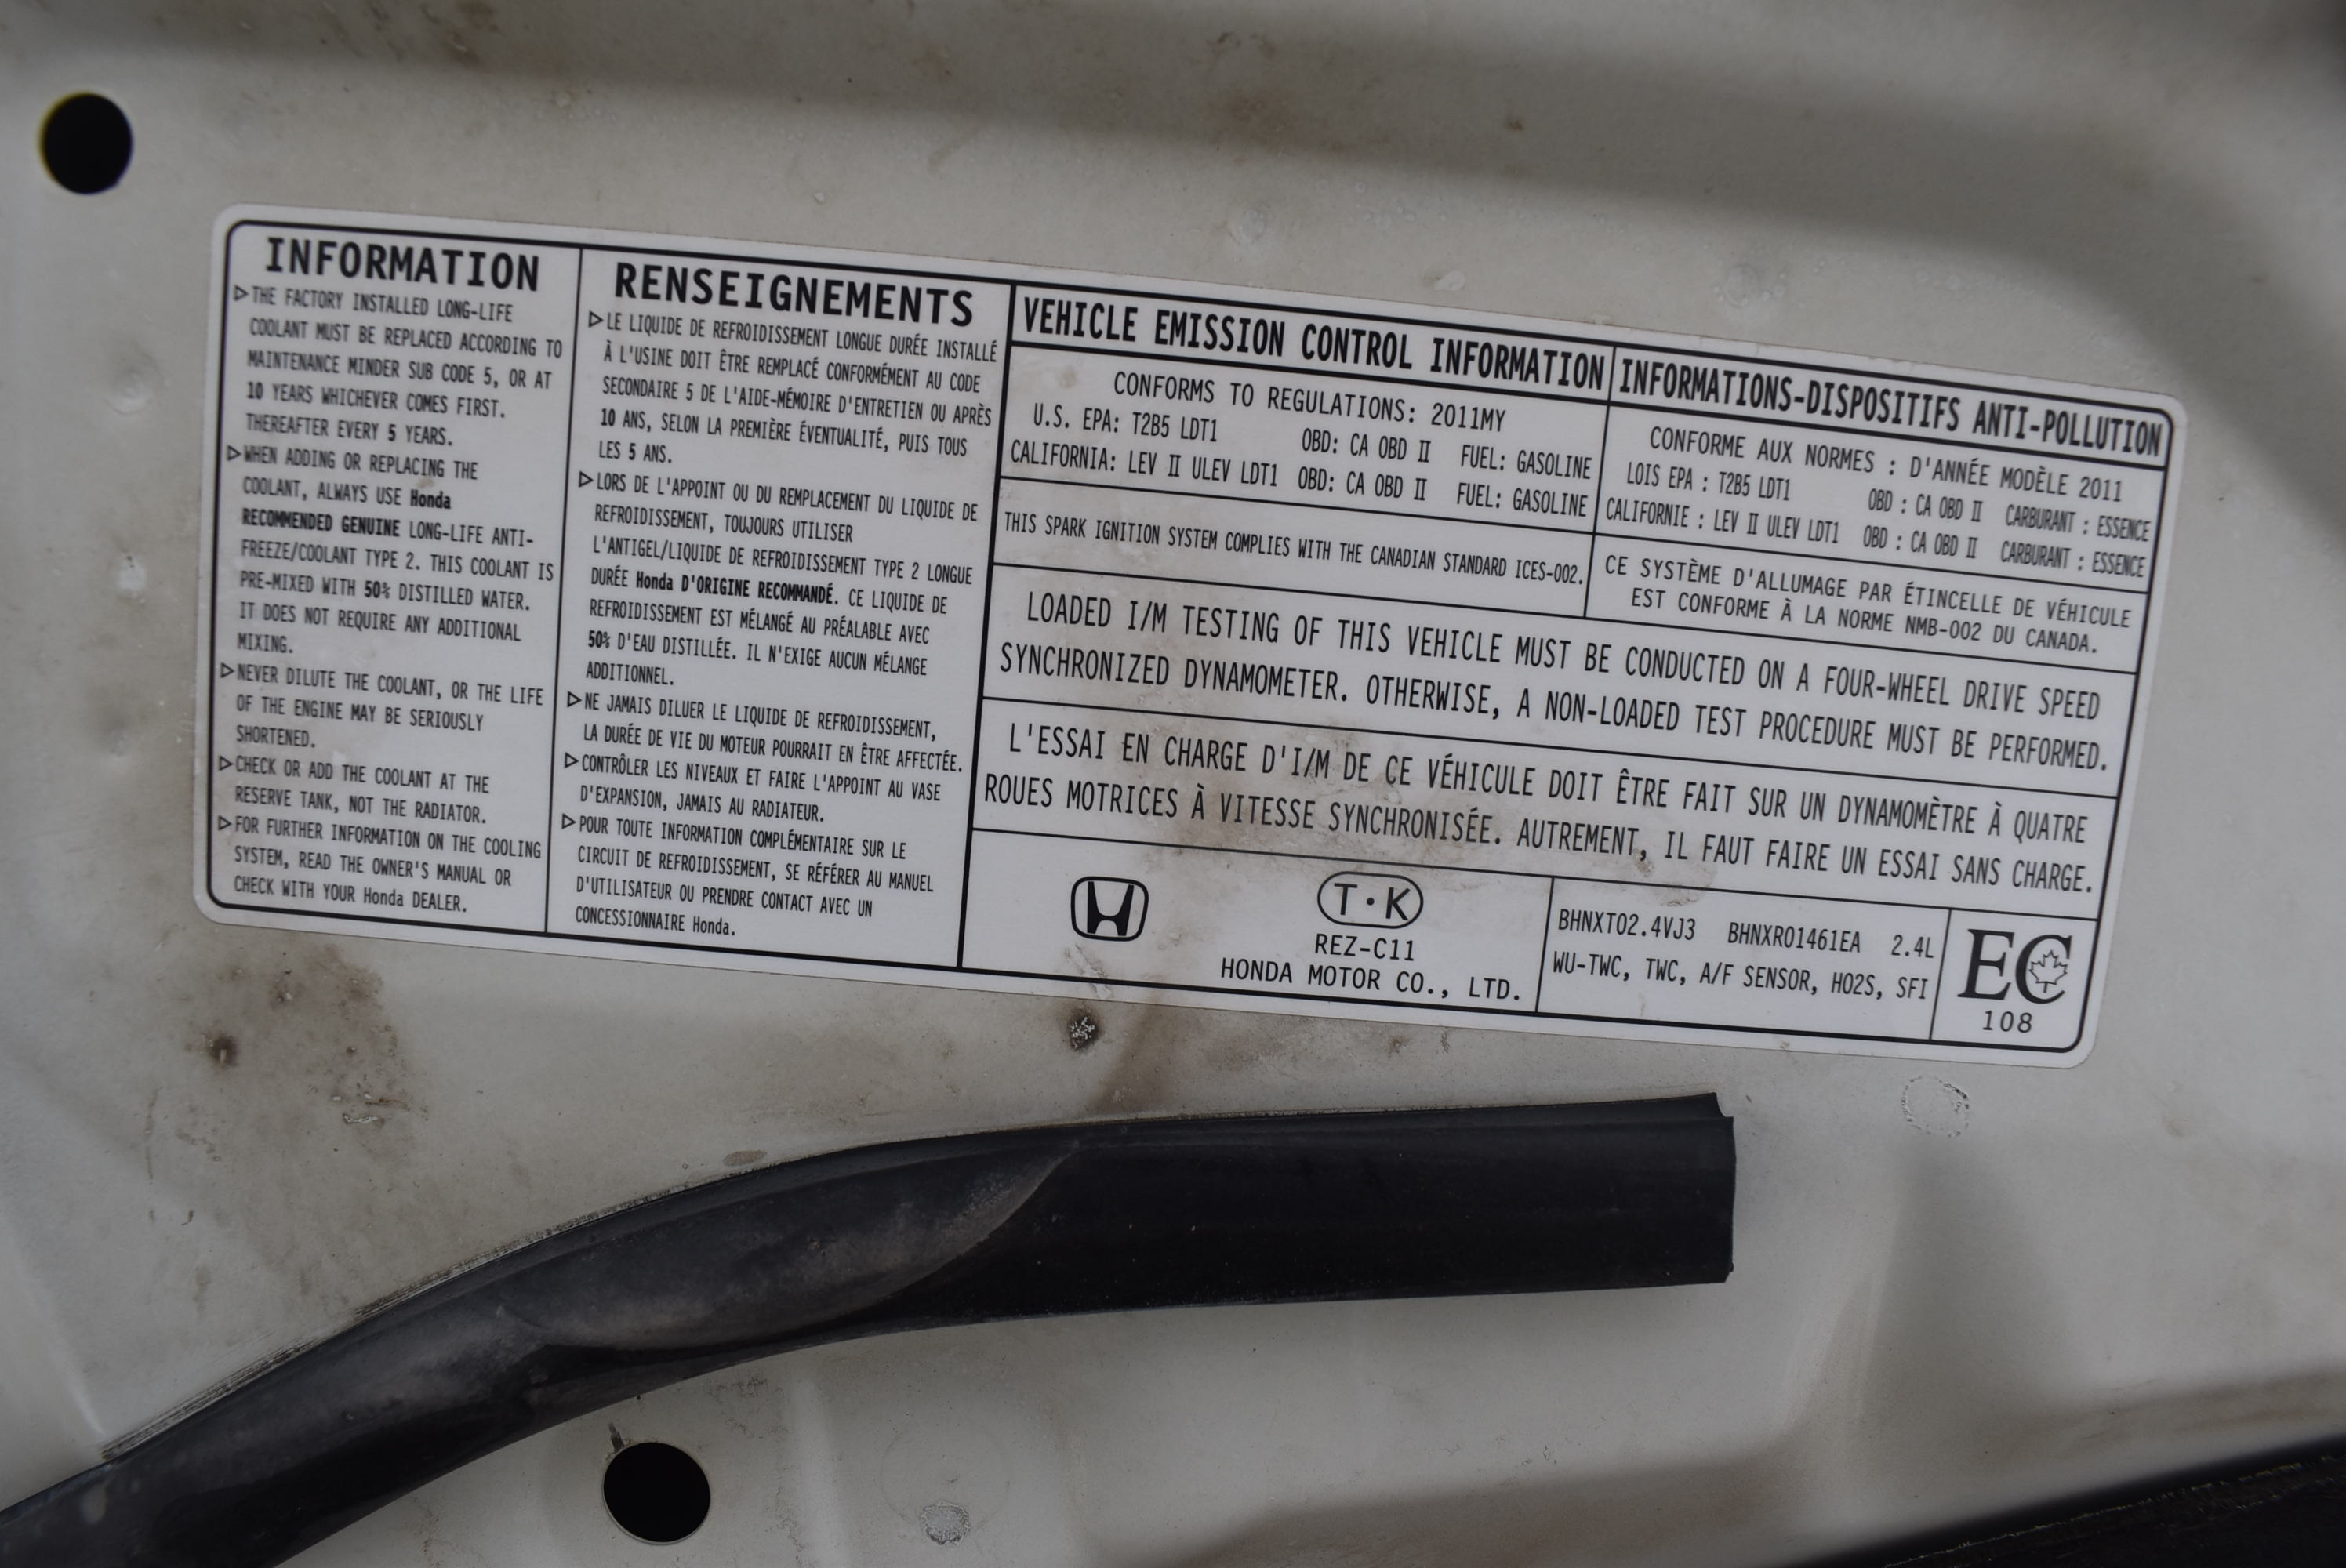 INFORMATION
▷THE FACTORY INSTALLED LONG-LIFE
COOLANT MUST BE REPLACED ACCORDING TO
MAINTENANCE MINDER SUB CODE 5, OR AT
10 YEARS WHICHEVER COMES FIRST.
THEREAFTER EVERY 5 YEARS.
▷WHEN ADDING OR REPLACING THE
COOLANT, ALWAYS USE Honda
RECOMMENDED GENUINE LONG-LIFE ANTI-
FREEZE/COOLANT TYPE 2. THIS COOLANT IS
PRE-MIXED WITH 50% DISTILLED WATER.
IT DOES NOT REQUIRE ANY ADDITIONAL
MIXING.
▷NEVER DILUTE THE COOLANT, OR THE LIFE
OF THE ENGINE MAY BE SERIOUSLY
SHORTENED.
▷CHECK OR ADD THE COOLANT AT THE
RESERVE TANK, NOT THE RADIATOR.
▷FOR FURTHER INFORMATION ON THE COOLING
SYSTEM, READ THE OWNER'S MANUAL OR
CHECK WITH YOUR Honda DEALER.
RENSEIGNEMENTS
▷LE LIQUIDE DE REFROIDISSEMENT LONGUE DURÉE INSTALLÉ
À L'USINE DOIT ÊTRE REMPLACÉ CONFORMÉMENT AU CODE
SECONDAIRE 5 DE L'AIDE-MÉMOIRE D'ENTRETIEN OU APRÈS
10 ANS, SELON LA PREMIÈRE ÉVENTUALITÉ, PUIS TOUS
LES 5 ANS.
▷LORS DE L'APPOINT OU DU REMPLACEMENT DU LIQUIDE DE
REFROIDISSEMENT, TOUJOURS UTILISER
L'ANTIGEL/LIQUIDE DE REFROIDISSEMENT TYPE 2 LONGUE
DURÉE Honda D'ORIGINE RECOMMANDÉ. CE LIQUIDE DE
REFROIDISSEMENT EST MÉLANGÉ AU PRÉALABLE AVEC
50% D'EAU DISTILLÉE. IL N'EXIGE AUCUN MÉLANGE
ADDITIONNEL.
▷NE JAMAIS DILUER LE LIQUIDE DE REFROIDISSEMENT,
LA DURÉE DE VIE DU MOTEUR POURRAIT EN ÊTRE AFFECTÉE.
▷CONTRÔLER LES NIVEAUX ET FAIRE L'APPOINT AU VASE
D'EXPANSION, JAMAIS AU RADIATEUR.
▷POUR TOUTE INFORMATION COMPLÉMENTAIRE SUR LE
CIRCUIT DE REFROIDISSEMENT, SE RÉFÉRER AU MANUEL
D'UTILISATEUR OU PRENDRE CONTACT AVEC UN
CONCESSIONNAIRE Honda.
VEHICLE EMISSION CONTROL INFORMATION
CONFORMS TO REGULATIONS: 2011MY
U.S. EPA: T2B5 LDT1 OBD: CA OBD II FUEL: GASOLINE
CALIFORNIA: LEV II ULEV LDT1 OBD: CA OBD II FUEL: GASOLINE
THIS SPARK IGNITION SYSTEM COMPLIES WITH THE CANADIAN STANDARD ICES-002.
INFORMATIONS-DISPOSITIFS ANTI-POLLUTION
CONFORME AUX NORMES : D'ANNÉE MODÈLE 2011
LOIS EPA : T2B5 LDT1 OBD : CA OBD II CARBURANT : ESSENCE
CALIFORNIE : LEV II ULEV LDT1 OBD : CA OBD II CARBURANT : ESSENCE
CE SYSTÈME D'ALLUMAGE PAR ÉTINCELLE DE VÉHICULE
EST CONFORME À LA NORME NMB-002 DU CANADA.
LOADED I/M TESTING OF THIS VEHICLE MUST BE CONDUCTED ON A FOUR-WHEEL DRIVE SPEED
SYNCHRONIZED DYNAMOMETER. OTHERWISE, A NON-LOADED TEST PROCEDURE MUST BE PERFORMED.
L'ESSAI EN CHARGE D'I/M DE CE VÉHICULE DOIT ÊTRE FAIT SUR UN DYNAMOMÈTRE À QUATRE
ROUES MOTRICES À VITESSE SYNCHRONISÉE. AUTREMENT, IL FAUT FAIRE UN ESSAI SANS CHARGE.
T·K
REZ-C11
HONDA MOTOR CO., LTD.
BHNXT02.4VJ3 BHNXR01461EA 2.4L
WU-TWC, TWC, A/F SENSOR, HO2S, SFI
EC
108